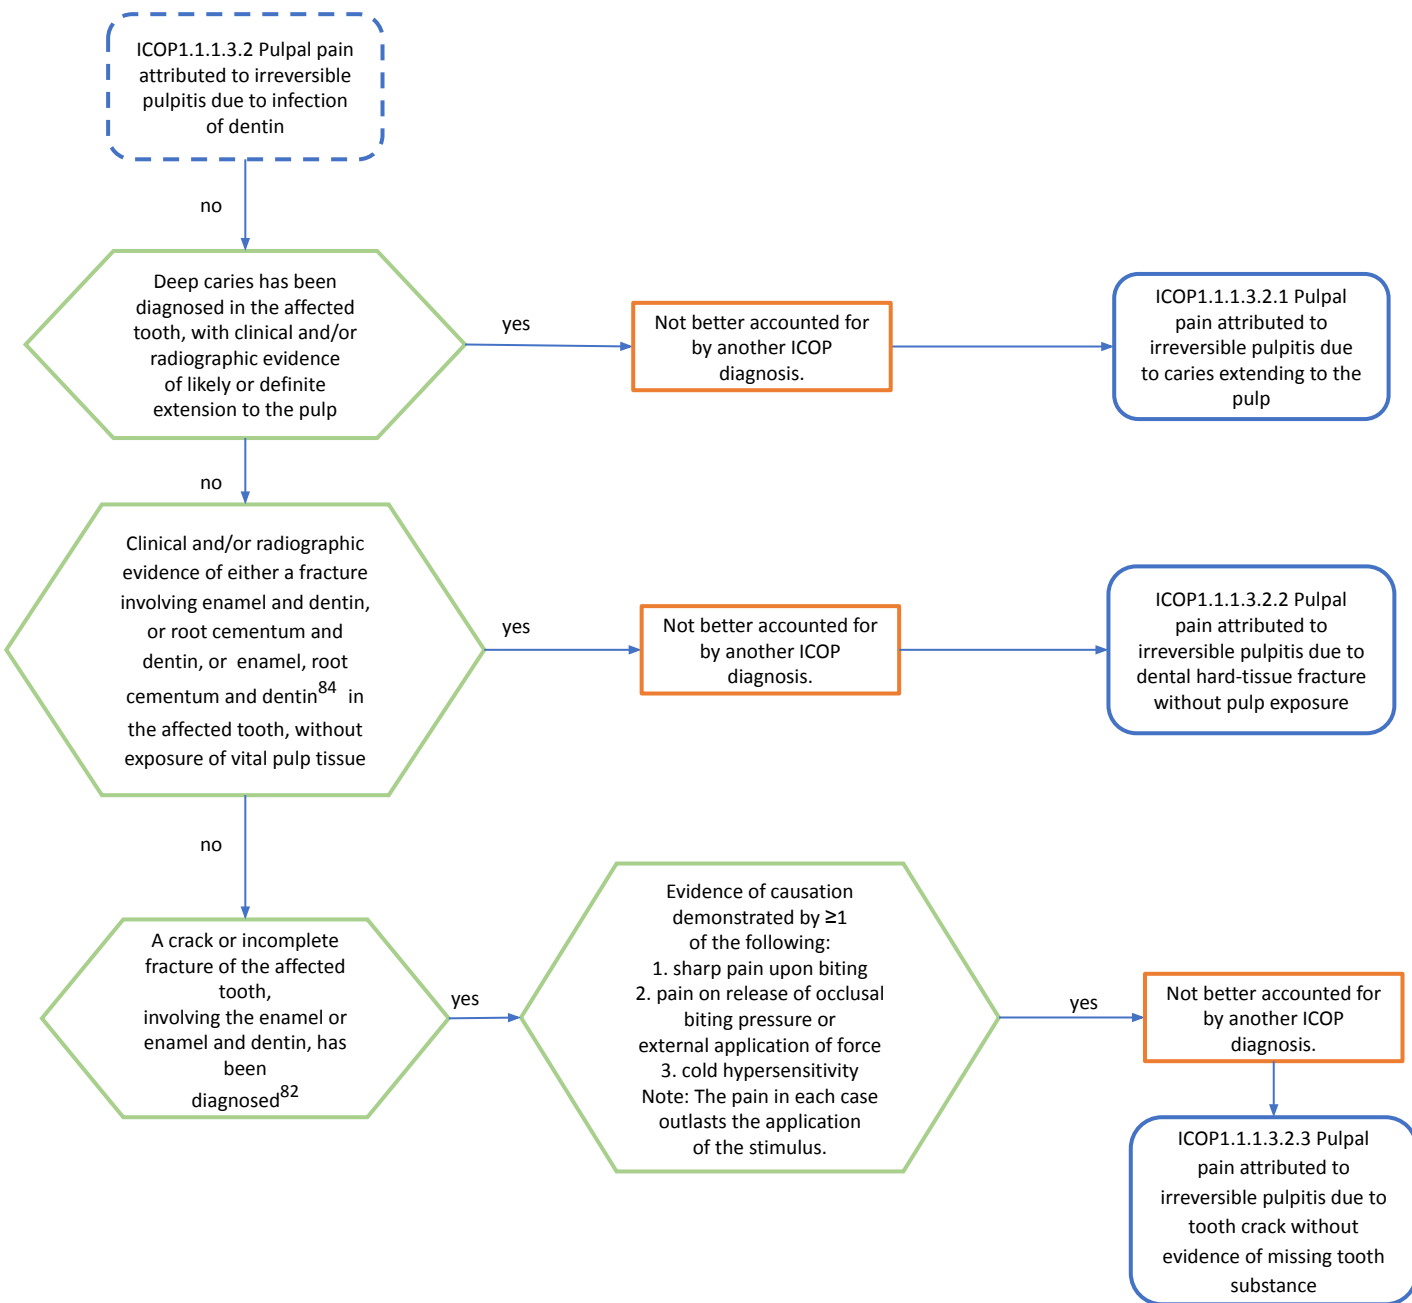 ICOP1.1.1.3.2 Pulpal pain
attributed to irreversible
pulpitis due to infection
of dentin
no
Deep caries has been
diagnosed in the affected
tooth, with clinical and/or
radiographic evidence
of likely or definite
extension to the pulp
yes
Not better accounted for
by another ICOP
diagnosis.
ICOP1.1.1.3.2.1 Pulpal
pain attributed to
irreversible pulpitis due
to caries extending to the
pulp
no
Clinical and/or radiographic
evidence of either a fracture
involving enamel and dentin,
or root cementum and
dentin, or  enamel, root
cementum and dentin84  in
the affected tooth, without
exposure of vital pulp tissue
yes
Not better accounted for
by another ICOP
diagnosis.
ICOP1.1.1.3.2.2 Pulpal
pain attributed to
irreversible pulpitis due to
dental hard-tissue fracture
without pulp exposure
no
A crack or incomplete
fracture of the affected
tooth,
involving the enamel or
enamel and dentin, has
been
diagnosed82
yes
Evidence of causation
demonstrated by ≥1
of the following:
1. sharp pain upon biting
2. pain on release of occlusal
biting pressure or
external application of force
3. cold hypersensitivity
Note: The pain in each case
outlasts the application
of the stimulus.
yes
Not better accounted for
by another ICOP
diagnosis.
ICOP1.1.1.3.2.3 Pulpal
pain attributed to
irreversible pulpitis due to
tooth crack without
evidence of missing tooth
substance